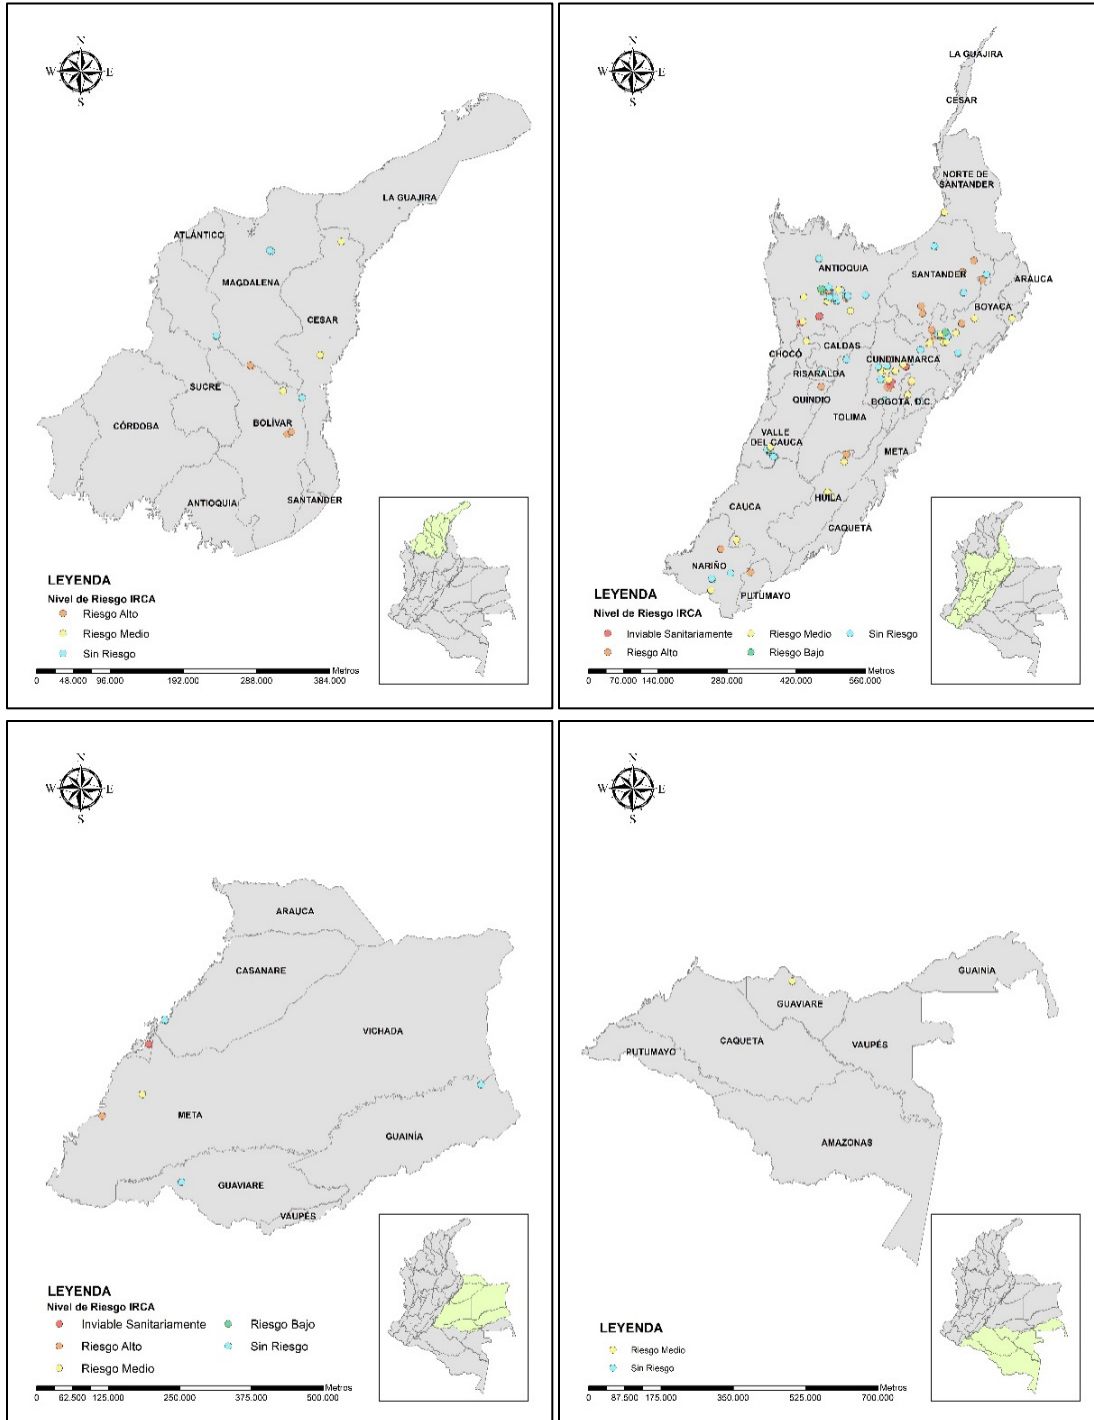 N
W E
S
LA GUAJIRA
ATLÁNTICO
MAGDALENA
CESAR
SUCRE
CÓRDOBA
BOLÍVAR
ANTIOQUIA
SANTANDER
LEYENDA
Nivel de Riesgo IRCA
Riesgo Alto
Riesgo Medio
Sin Riesgo
Metros
0 48.000 96.000 192.000 288.000 384.000
N
W E
S
LA GUAJIRA
CESAR
NORTE DE
SANTANDER
ANTIOQUIA
SANTANDER
ARAUCA
BOYACA
CHOCÓ
CALDAS
CUNDINAMARCA
RISARALDA
QUINDIO
BOGOTÁ, D.C.
TOLIMA
VALLE
DEL CAUCA
META
HUILA
CAUCA
CAQUETÁ
NARIÑO
PUTUMAYO
LEYENDA
Nivel de Riesgo IRCA
Inviable Sanitariamente
Riesgo Medio
Sin Riesgo
Riesgo Alto
Riesgo Bajo
Metros
0 70.000 140.000 280.000 420.000 560.000
N
W E
S
ARAUCA
CASANARE
VICHADA
META
GUAINÍA
GUAVIARE
VAUPÉS
LEYENDA
Nivel de Riesgo IRCA
Inviable Sanitariamente
Riesgo Bajo
Riesgo Alto
Sin Riesgo
Riesgo Medio
Metros
0 62.500 125.000 250.000 375.000 500.000
N
W E
S
GUAINÍA
GUAVIARE
CAQUETÁ
VAUPÉS
PUTUMAYO
AMAZONAS
LEYENDA
Riesgo Medio
Sin Riesgo
Metros
0 87.500 175.000 350.000 525.000 700.000